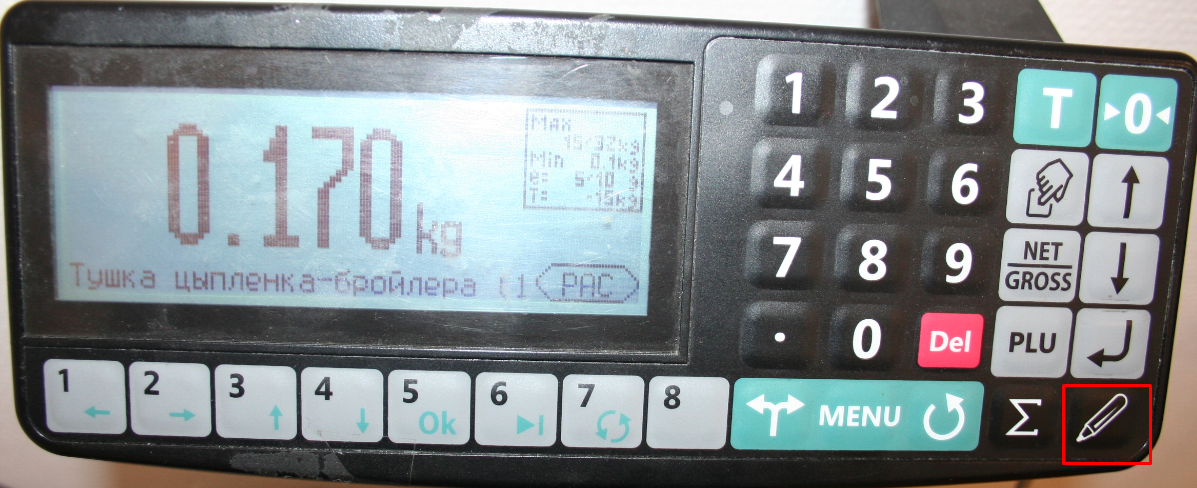 0.170 kg
Max
15/32kg
Min 0.1kg
e: 5/10 g
T: -15kg
Тушка цыпленка-бройлера (1 PAC
1 2 3 T 0
4 5 6
7 8 9 NET
GROSS
. 0 Del PLU
1 2 3 4 5 Ok 6 7 8 MENU Σ